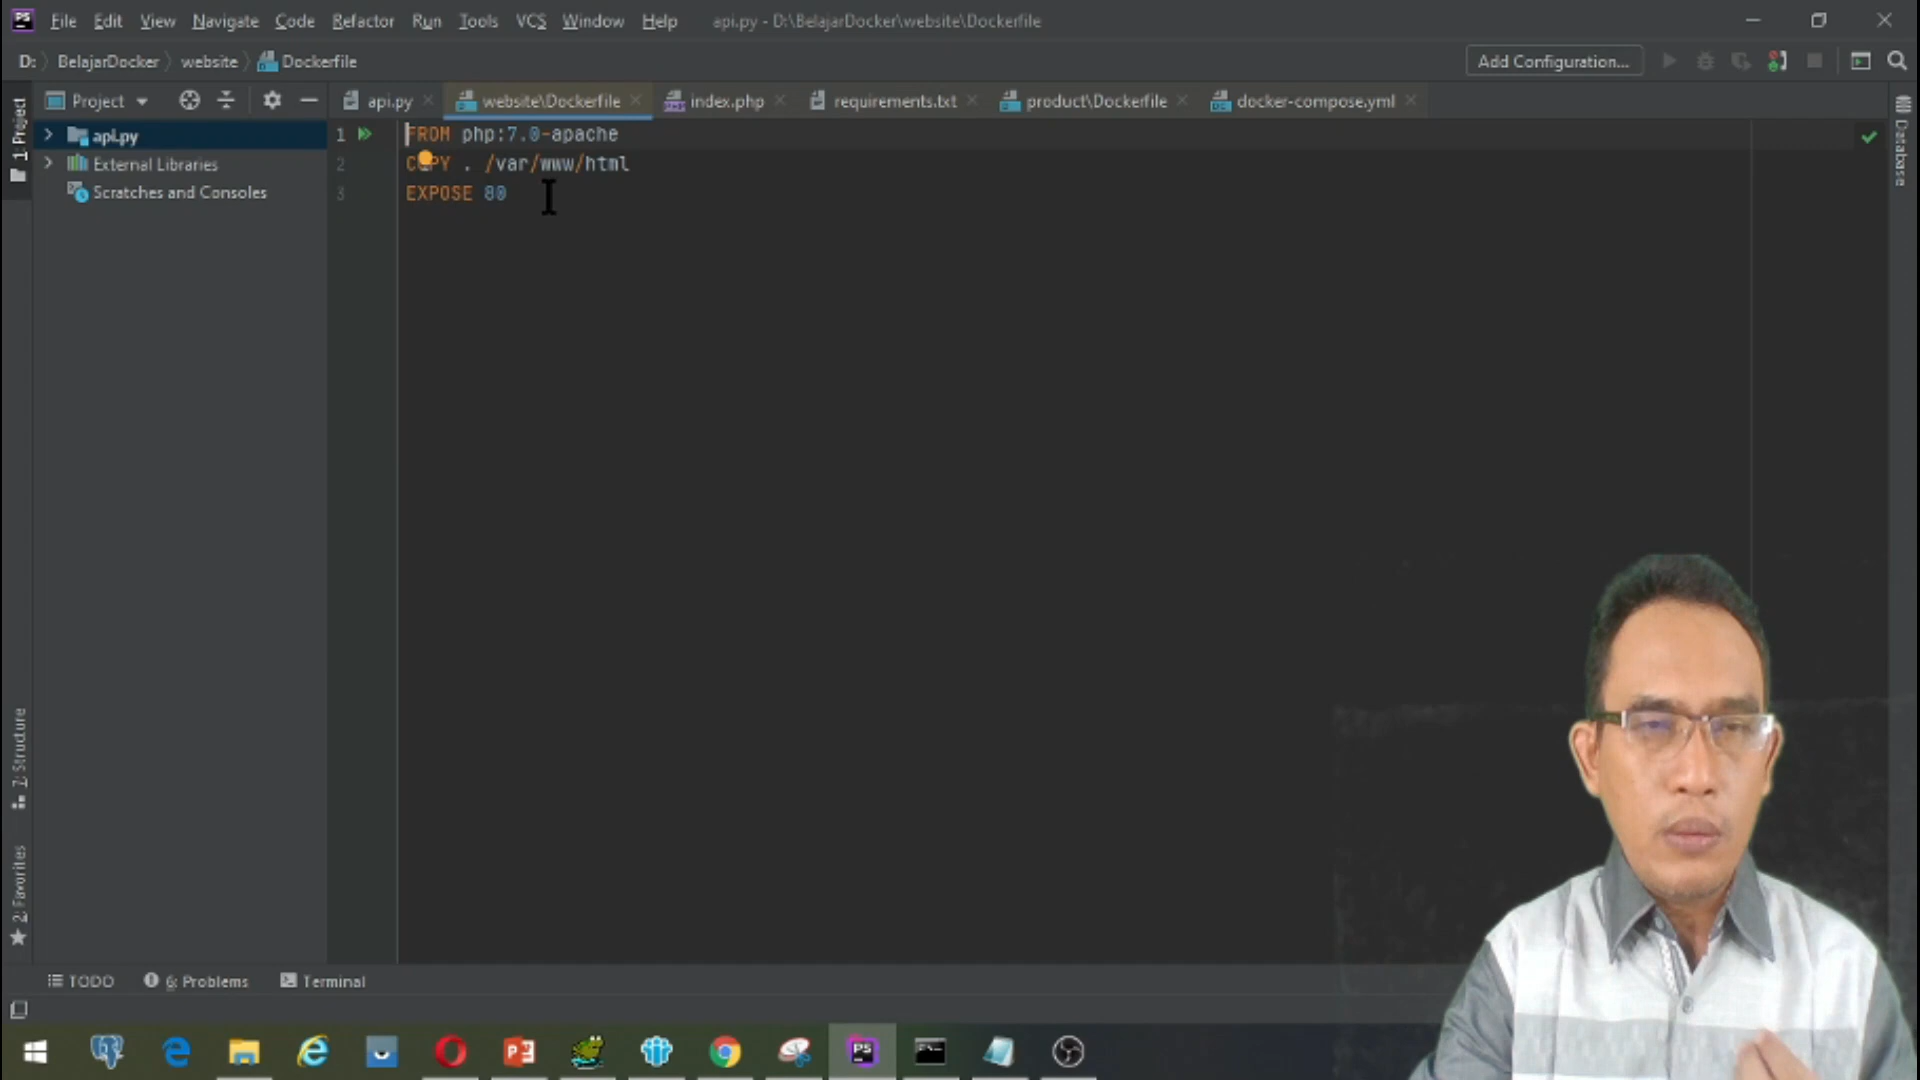 File Edit View Navigate Code Refactor Run Tools VCS Window Help api.py - D:\BelajarDocker\website\Dockerfile
D: BelajarDocker website Dockerfile Add Configuration...
1: Project
Project
api.py
website\Dockerfile
index.php
requirements.txt
product\Dockerfile
docker-compose.yml
api.py
External Libraries
Scratches and Consoles
1 FROM php:7.0-apache
2 COPY . /var/www/html
3 EXPOSE 80
Database
7: Structure
2: Favorites
TODO 6: Problems Terminal